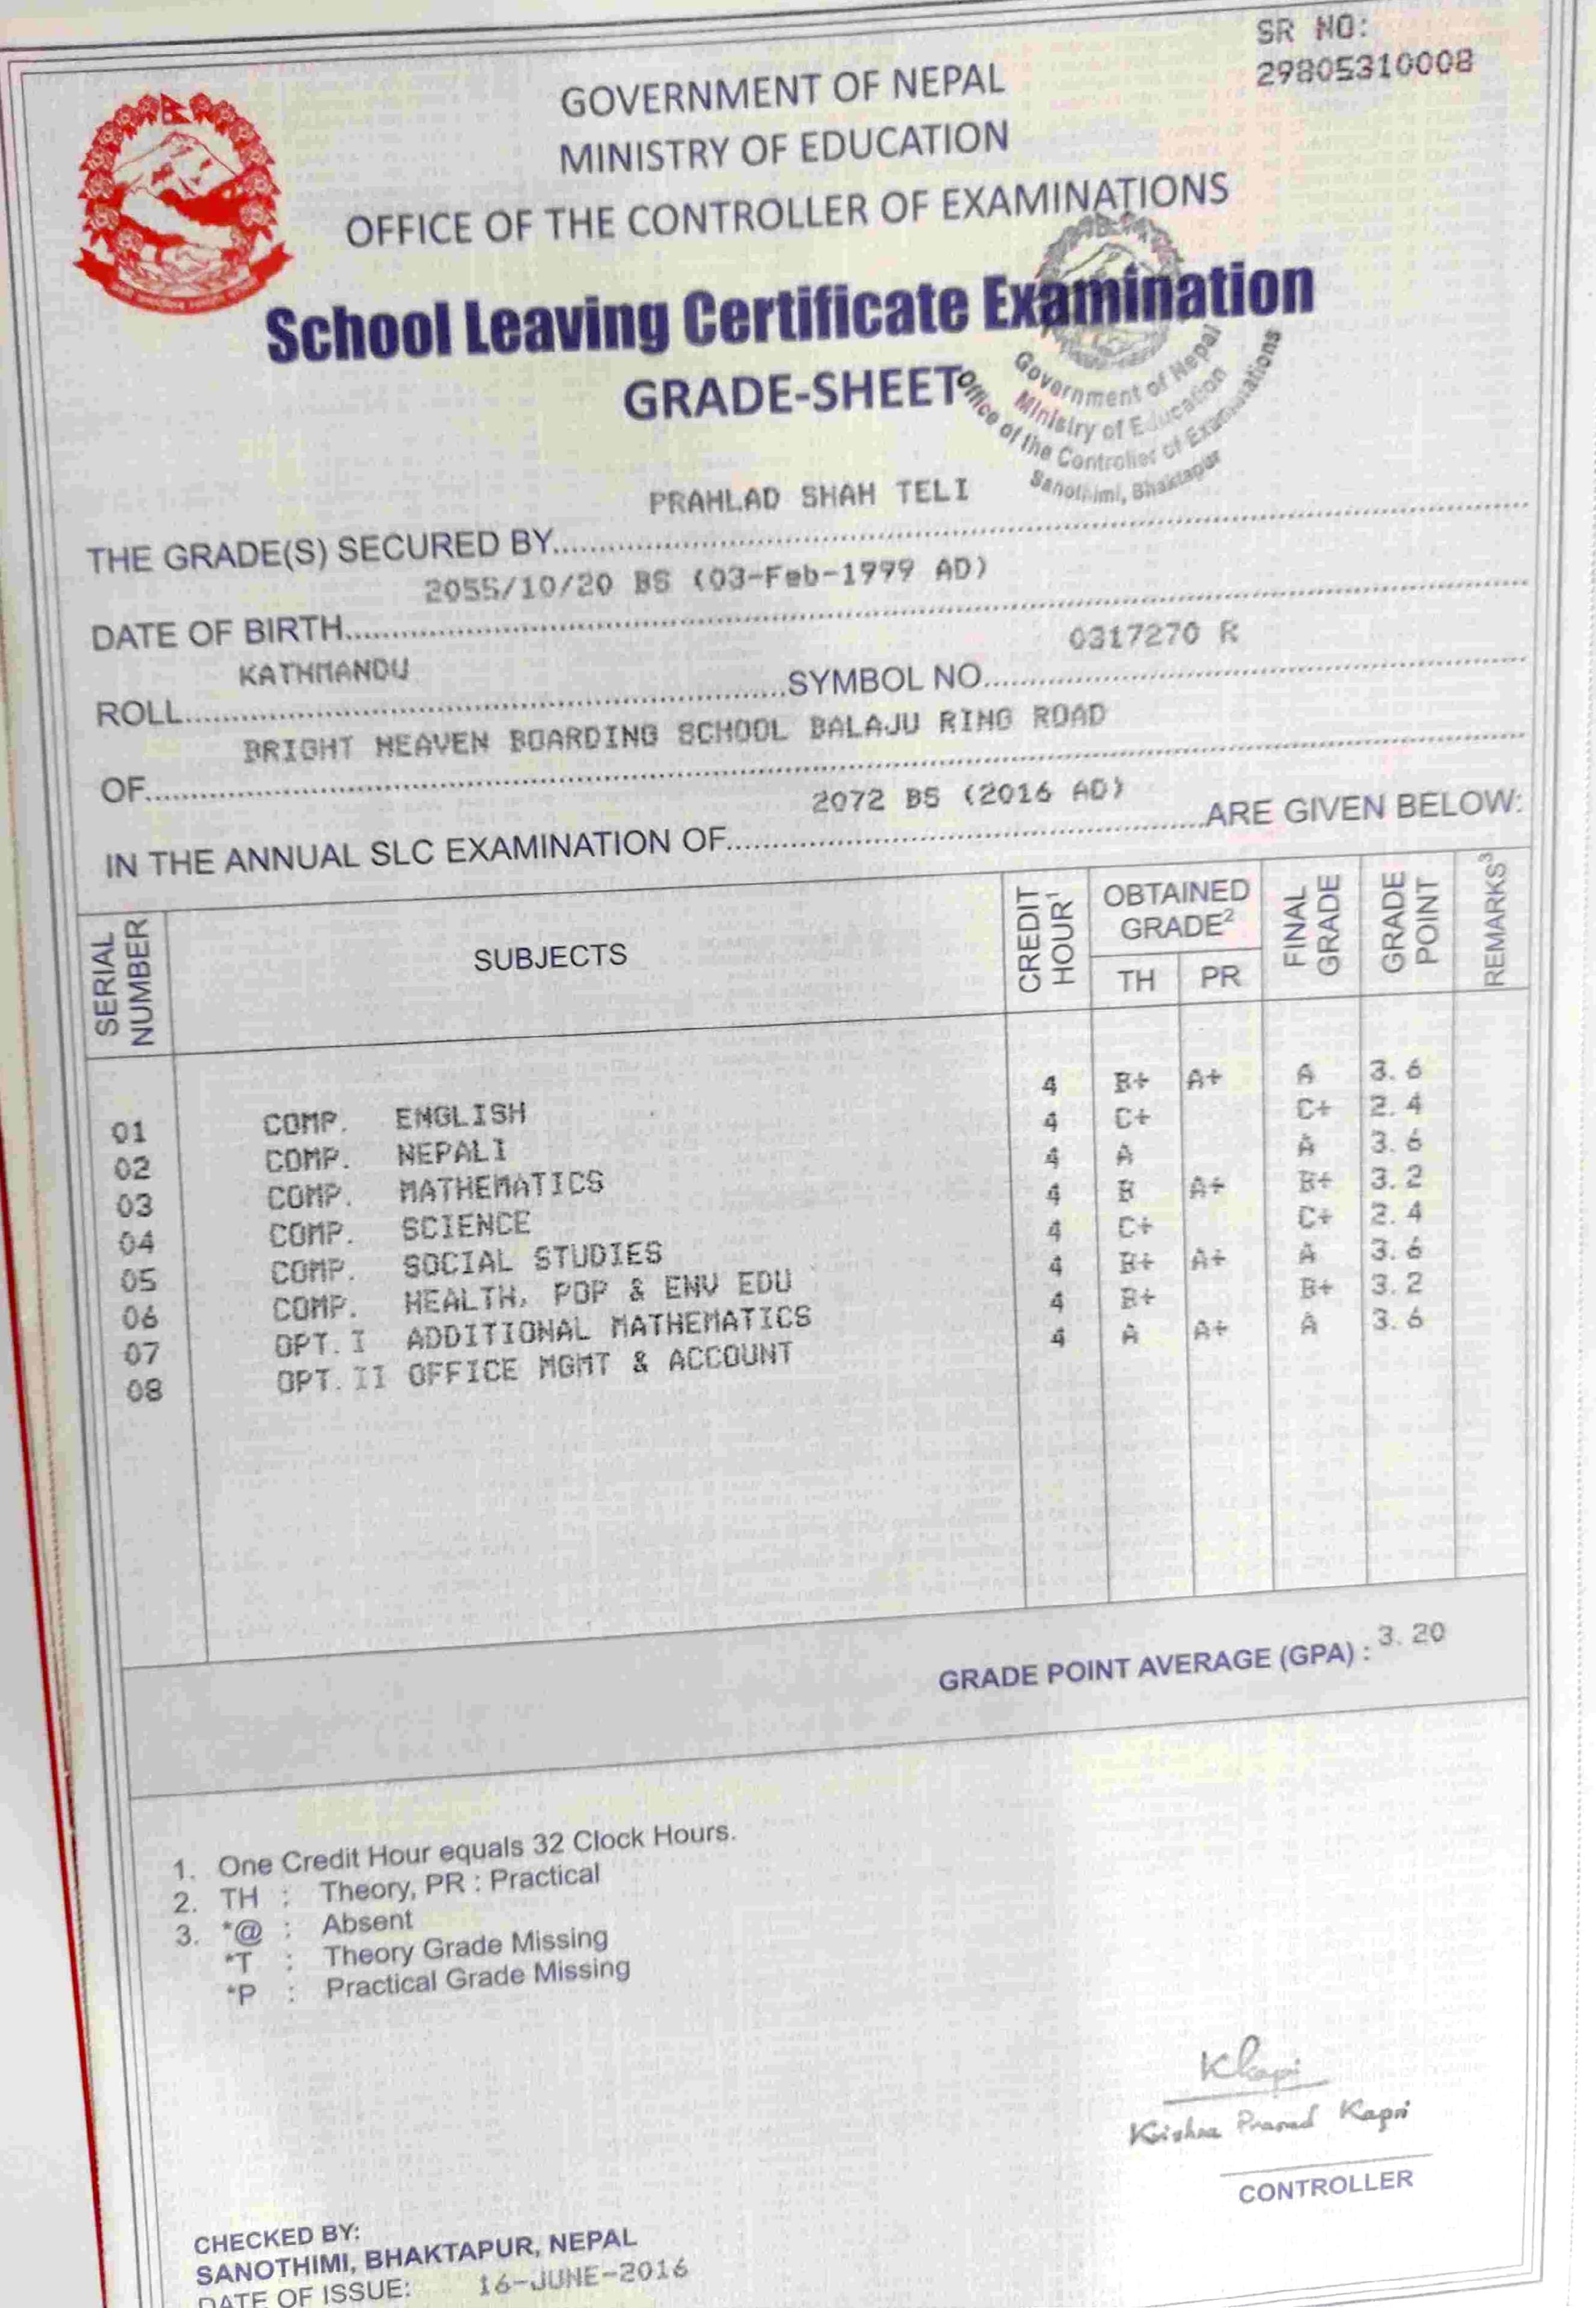 SR NO:
29805310008
GOVERNMENT OF NEPAL
MINISTRY OF EDUCATION
OFFICE OF THE CONTROLLER OF EXAMINATIONS
School Leaving Certificate Examination
GRADE-SHEET
Government of Nepal
Ministry of Education
Office of the Controller of Examinations
Sanothimi, Bhaktapur
PRAHLAD SHAH TELI
THE GRADE(S) SECURED BY
2055/10/20 BS (03-Feb-1999 AD)
DATE OF BIRTH
KATHMANDU 0317270 R
ROLL SYMBOL NO
BRIGHT HEAVEN BOARDING SCHOOL BALAJU RING ROAD
OF
2072 BS (2016 AD)
IN THE ANNUAL SLC EXAMINATION OF ARE GIVEN BELOW:
SERIAL NUMBER SUBJECTS CREDIT HOUR¹ OBTAINED GRADE² FINAL GRADE GRADE POINT REMARKS³
TH PR
01 COMP. ENGLISH 4 B+ A+ A 3.6
02 COMP. NEPALI 4 C+ C+ 2.4
03 COMP. MATHEMATICS 4 A A 3.6
04 COMP. SCIENCE 4 B A+ B+ 3.2
05 COMP. SOCIAL STUDIES 4 C+ C+ 2.4
06 COMP. HEALTH, POP & ENV EDU 4 B+ A+ A 3.6
07 OPT.I ADDITIONAL MATHEMATICS 4 B+ B+ 3.2
08 OPT.II OFFICE MGMT & ACCOUNT 4 A A+ A 3.6
GRADE POINT AVERAGE (GPA) : 3.20
1. One Credit Hour equals 32 Clock Hours.
2. TH : Theory, PR : Practical
3. *@ : Absent
*T : Theory Grade Missing
*P : Practical Grade Missing
Kkapri
Krishna Prasad Kapri
CONTROLLER
CHECKED BY:
SANOTHIMI, BHAKTAPUR, NEPAL
DATE OF ISSUE: 16-JUNE-2016